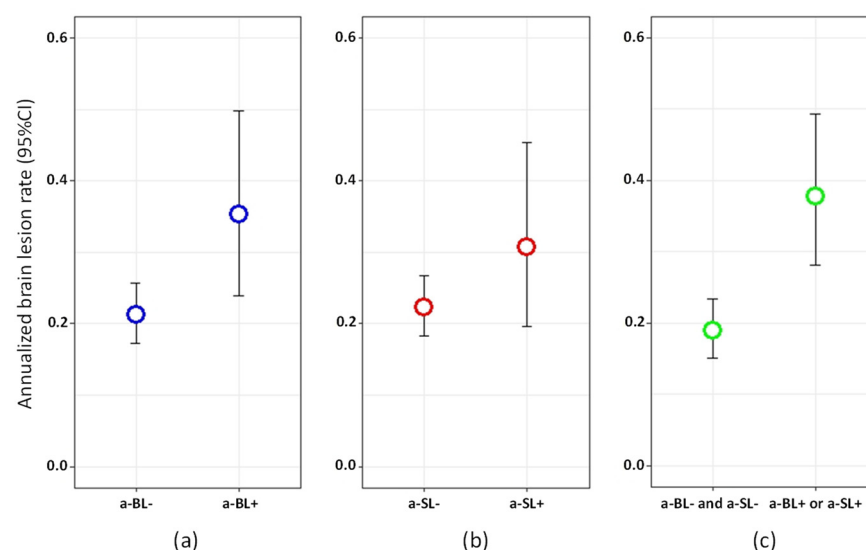 Annualized brain lesion rate (95%CI)
0.6
0.4
0.2
0.0
a-BL- a-BL+
(a)
0.6
0.4
0.2
0.0
a-SL- a-SL+
(b)
0.6
0.4
0.2
0.0
a-BL- and a-SL- a-BL+ or a-SL+
(c)